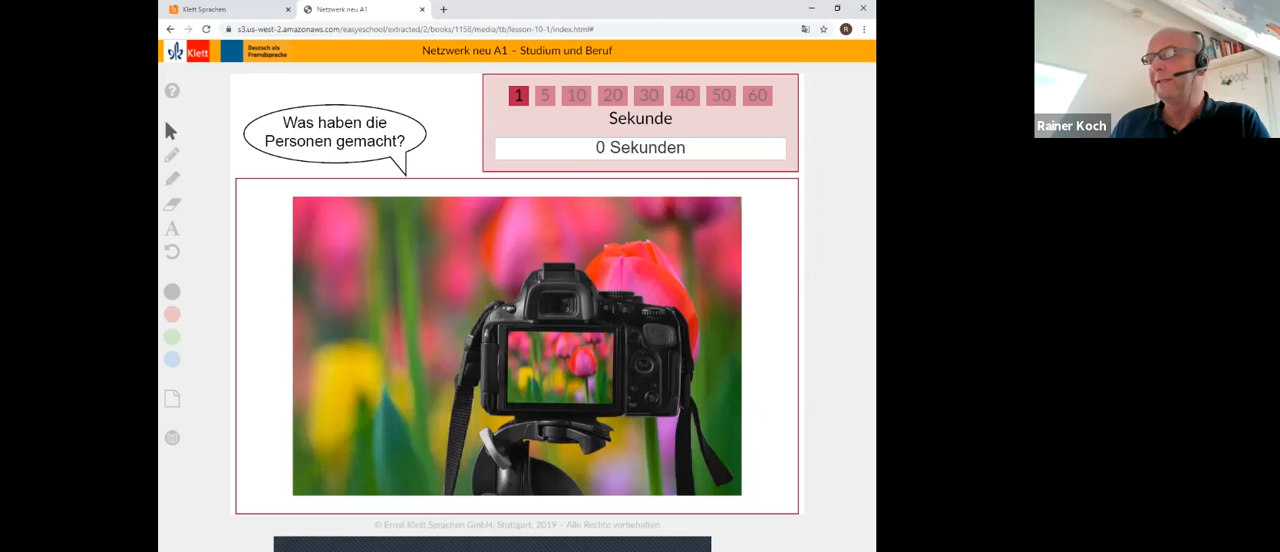 Klett Sprachen
Netzwerk neu A1
s3.us-west-2.amazonaws.com/easyeschool/extracted/2/books/1158/media/tb/lesson-10-1/index.html#
R
Klett
Deutsch als
Fremdsprache
Netzwerk neu A1 – Studium und Beruf
Was haben die
Personen gemacht?
1 5 10 20 30 40 50 60
Sekunde
0 Sekunden
A
© Ernst Klett Sprachen GmbH, Stuttgart, 2019 – Alle Rechte vorbehalten
Rainer Koch